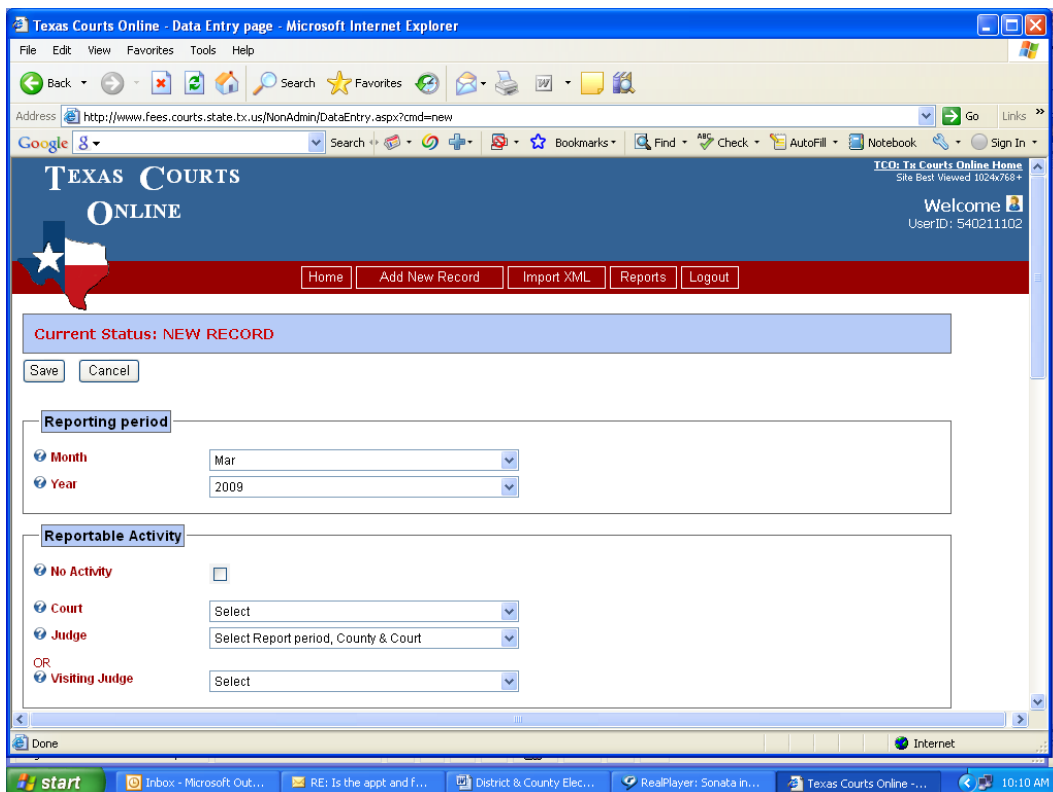 Texas Courts Online - Data Entry page - Microsoft Internet Explorer
File Edit View Favorites Tools Help
Back Search Favorites
Address http://www.fees.courts.state.tx.us/NonAdmin/DataEntry.aspx?cmd=new Go Links »
Google Search Bookmarks Find Check AutoFill Notebook Sign In
TEXAS COURTS
ONLINE
TCO: Tx Courts Online Home
Site Best Viewed 1024x768+
Welcome
UserID: 540211102
Home Add New Record Import XML Reports Logout
Current Status: NEW RECORD
Save Cancel
Reporting period
Month Mar
Year 2009
Reportable Activity
No Activity
Court Select
Judge Select Report period, County & Court
OR
Visiting Judge Select
Done Internet
start Inbox - Microsoft Out... RE: Is the appt and f... District & County Elec... RealPlayer: Sonata in... Texas Courts Online -... 10:10 AM